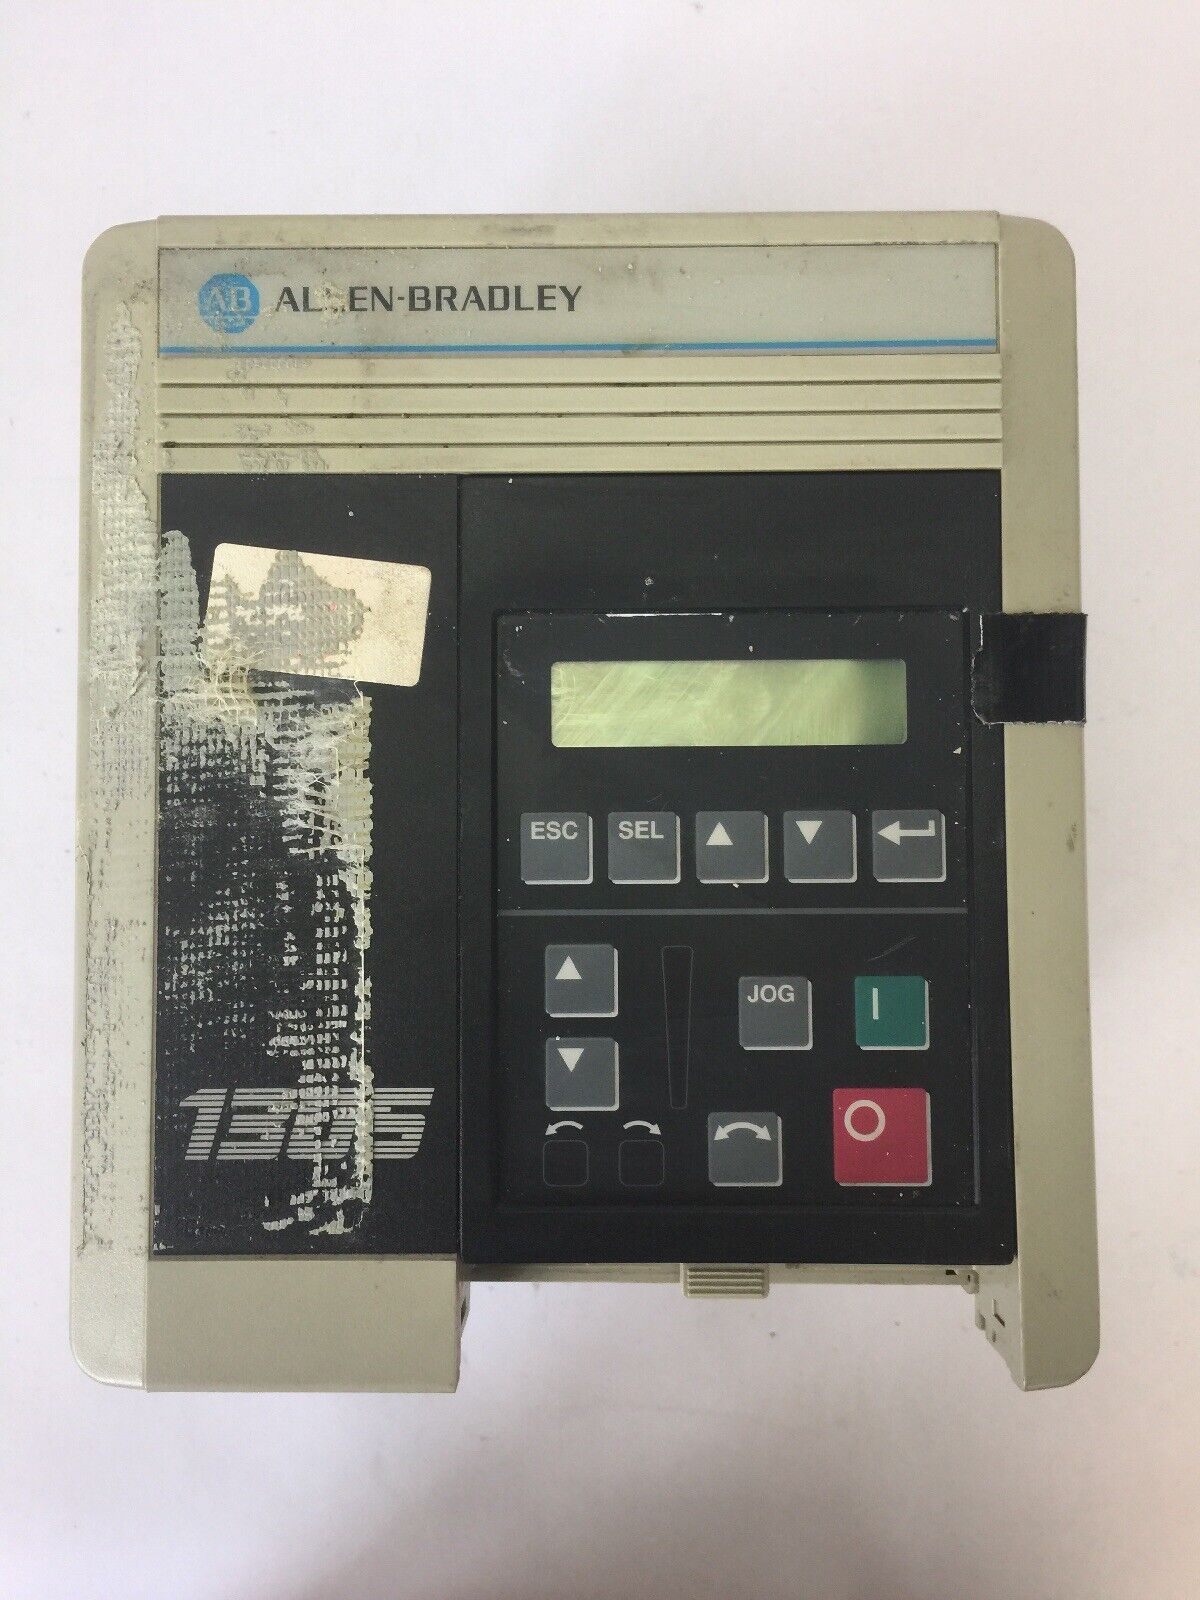 AB ALLEN-BRADLEY
ESC SEL
JOG
I
O
1305